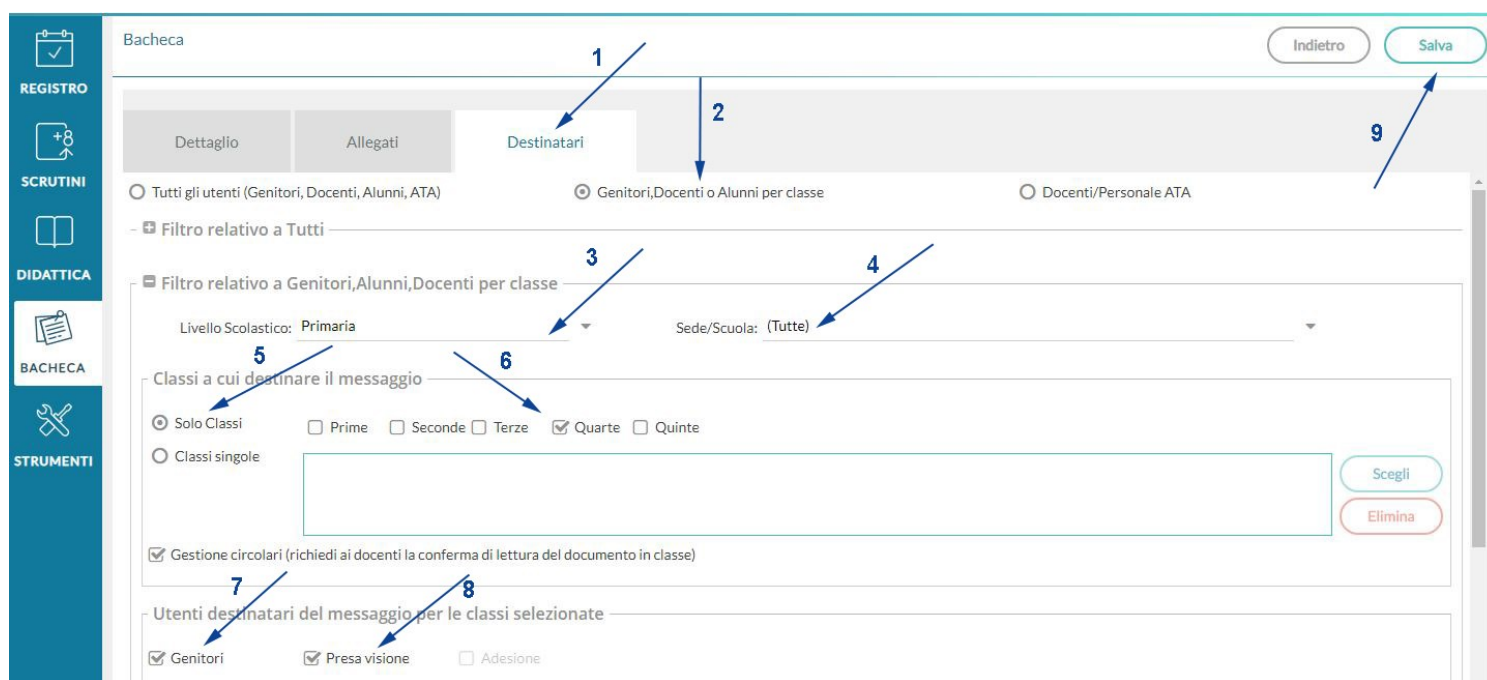 Bacheca
Indietro
Salva
1
2
9
REGISTRO
+8
SCRUTINI
DIDATTICA
BACHECA
STRUMENTI
Dettaglio
Allegati
Destinatari
Tutti gli utenti (Genitori, Docenti, Alunni, ATA)
Genitori,Docenti o Alunni per classe
Docenti/Personale ATA
Filtro relativo a Tutti
3
4
Filtro relativo a Genitori,Alunni,Docenti per classe
Livello Scolastico: Primaria
Sede/Scuola: (Tutte)
5
6
Classi a cui destinare il messaggio
Solo Classi
Prime
Seconde
Terze
Quarte
Quinte
Classi singole
Scegli
Elimina
Gestione circolari (richiedi ai docenti la conferma di lettura del documento in classe)
7
8
Utenti destinatari del messaggio per le classi selezionate
Genitori
Presa visione
Adesione